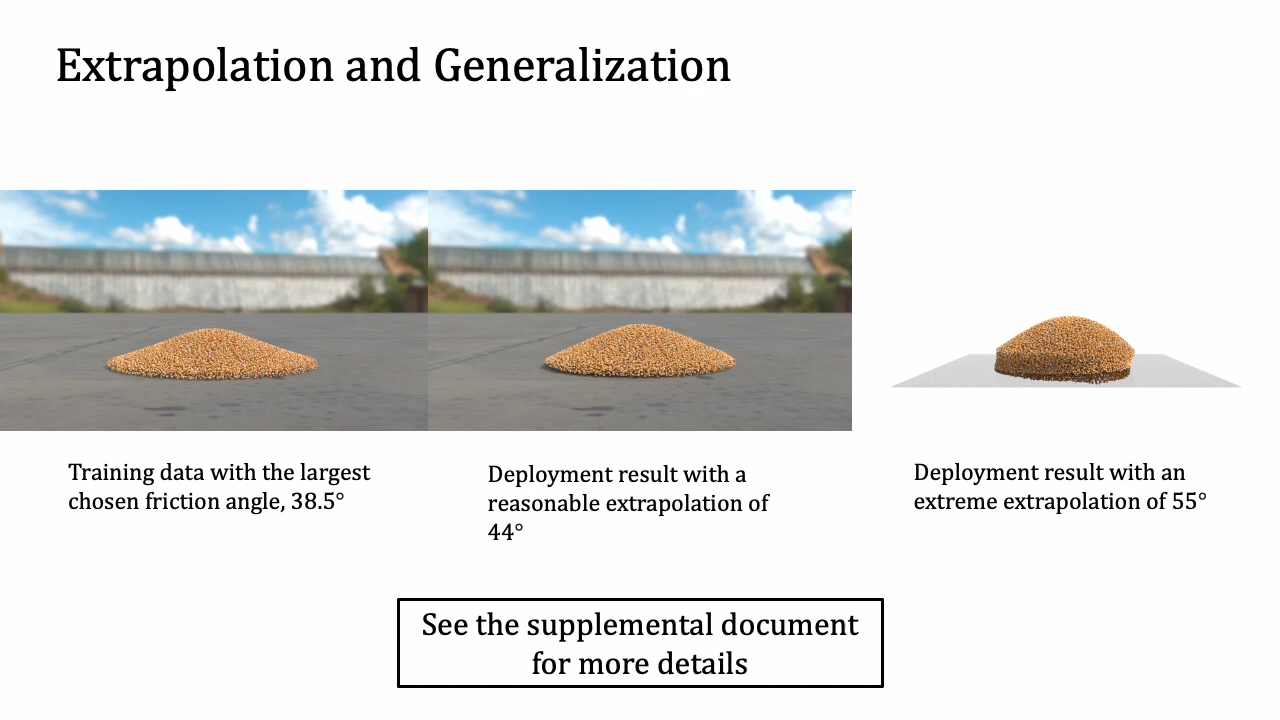 Extrapolation and Generalization
Training data with the largest
chosen friction angle, 38.5°
Deployment result with a
reasonable extrapolation of
44°
Deployment result with an
extreme extrapolation of 55°
See the supplemental document
for more details